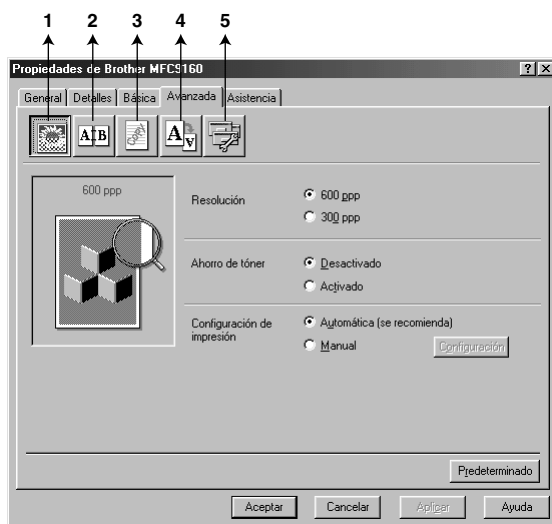 1 2 3 4 5
Propiedades de Brother MFC9160
General Detalles Básica Avanzada Asistencia
A B
A A
600 ppp
Resolución
600 ppp
300 ppp
Ahorro de tóner
Desactivado
Activado
Configuración de
impresión
Automática (se recomienda)
Manual
Configuración
Predeterminado
Aceptar Cancelar Aplicar Ayuda